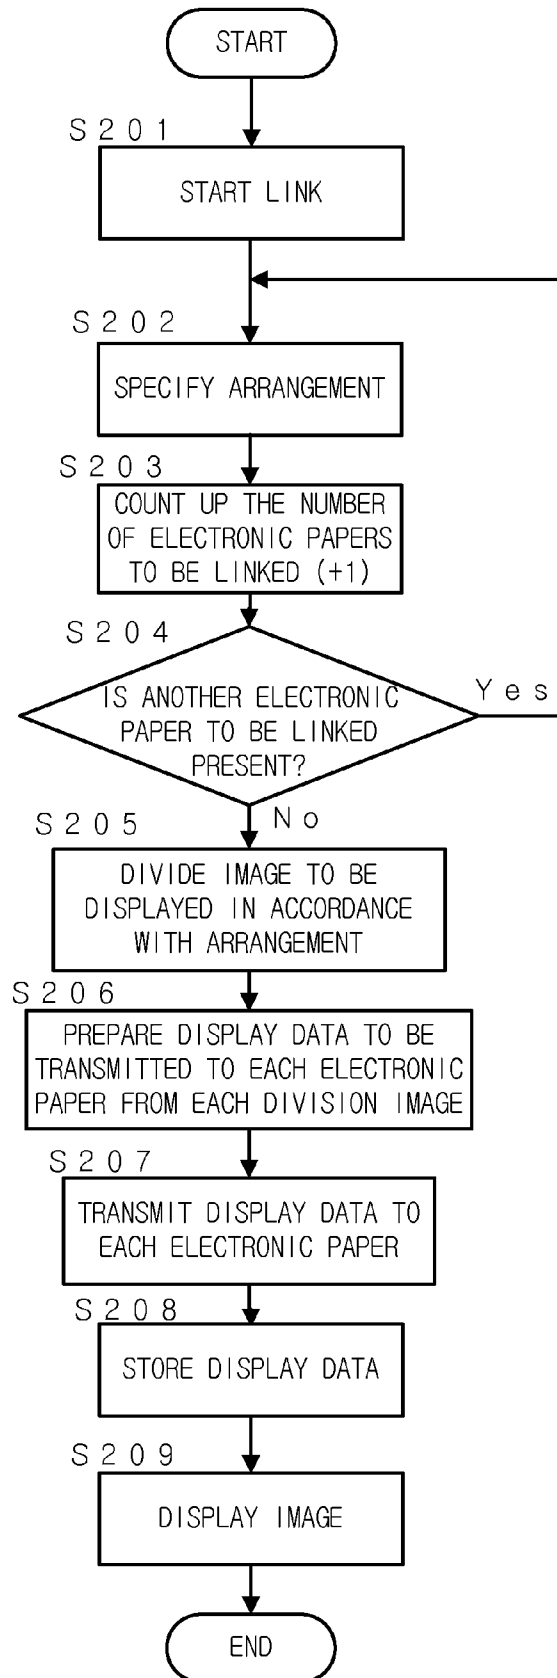 START
S201
START LINK
S202
SPECIFY ARRANGEMENT
S203
COUNT UP THE NUMBER
OF ELECTRONIC PAPERS
TO BE LINKED (+1)
S204
IS ANOTHER ELECTRONIC
PAPER TO BE LINKED
PRESENT?
Yes
No
S205
DIVIDE IMAGE TO BE
DISPLAYED IN ACCORDANCE
WITH ARRANGEMENT
S206
PREPARE DISPLAY DATA TO BE
TRANSMITTED TO EACH ELECTRONIC
PAPER FROM EACH DIVISION IMAGE
S207
TRANSMIT DISPLAY DATA TO
EACH ELECTRONIC PAPER
S208
STORE DISPLAY DATA
S209
DISPLAY IMAGE
END